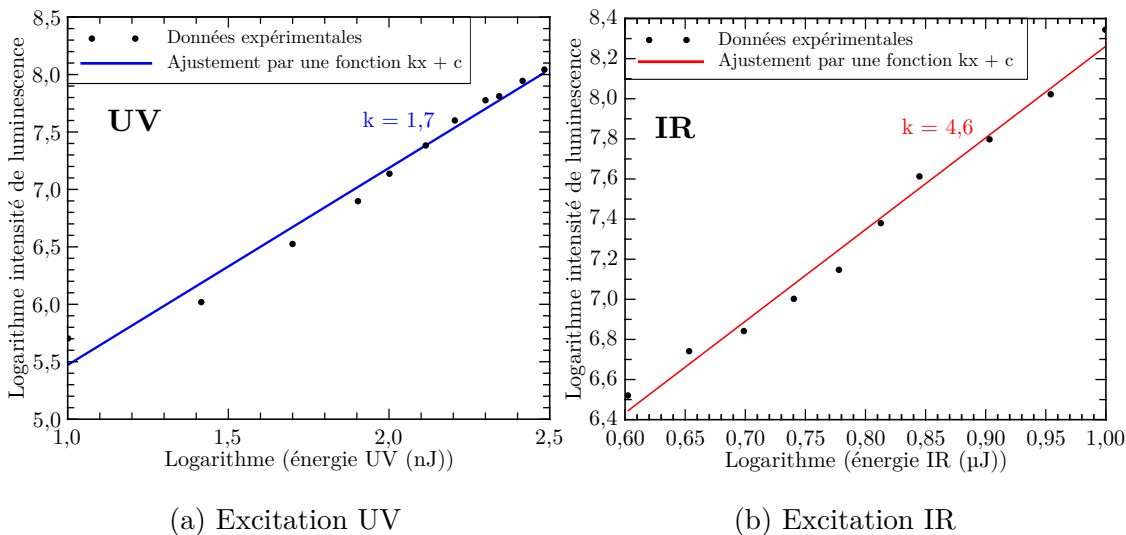 8,5
8,0
7,5
7,0
6,5
6,0
5.5
5.0
Logarithme intensité de luminescence
Données expérimentales
Ajustement par une fonction kx + c
UV
k = 1,7
1,0
1,5
2,0
2,5
Logarithme (énergie UV (nJ))
(a) Excitation UV
8,4
8,2
8,0
7,8
7,6
7,4
7,2
7,0
6,8
6,6
6,4
Logarithme intensité de luminescence
Données expérimentales
Ajustement par une fonction kx + c
IR
k = 4,6
0,60
0,65
0,70
0,75
0,80
0,85
0,90
0,95
1,00
Logarithme (énergie IR (µJ))
(b) Excitation IR